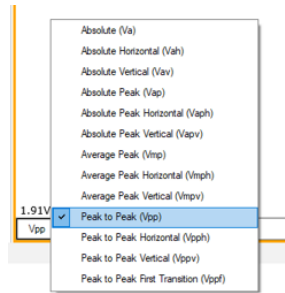 Absolute (Va)
Absolute Horizontal (Vah)
Absolute Vertical (Vav)
Absolute Peak (Vap)
Absolute Peak Horizontal (Vaph)
Absolute Peak Vertical (Vapv)
Average Peak (Vmp)
Average Peak Horizontal (Vmph)
Average Peak Vertical (Vmpv)
1.91V
Peak to Peak (Vpp)
Vpp
Peak to Peak Horizontal (Vpph)
Peak to Peak Vertical (Vppv)
Peak to Peak First Transition (Vppf)